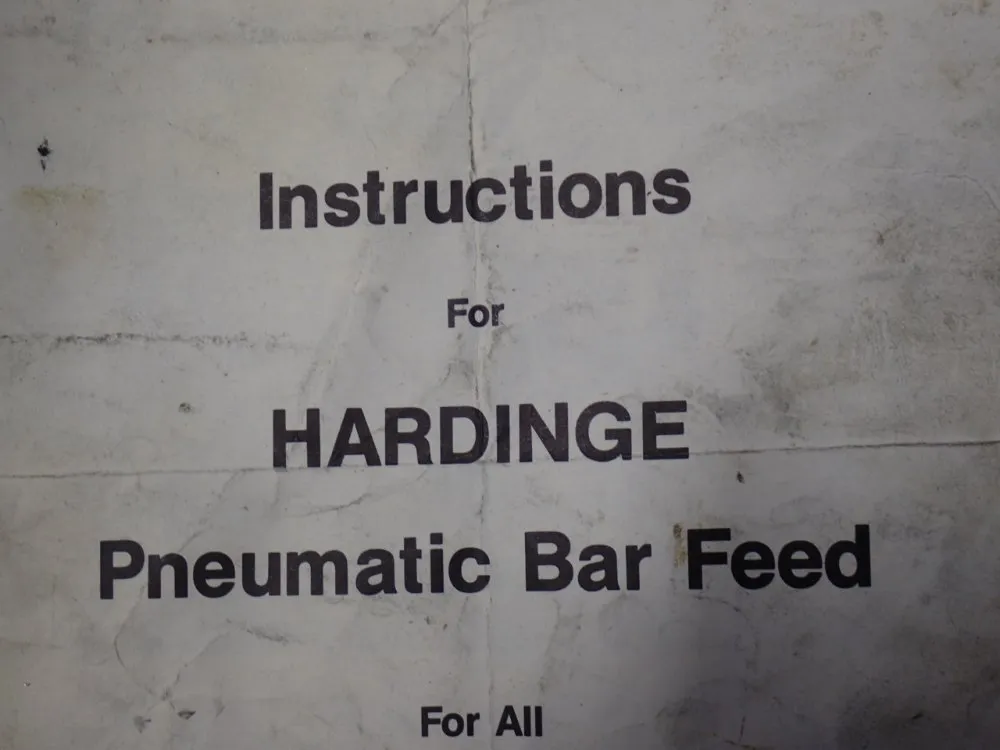 Instructions
For
HARDINGE
Pneumatic Bar Feed
For All